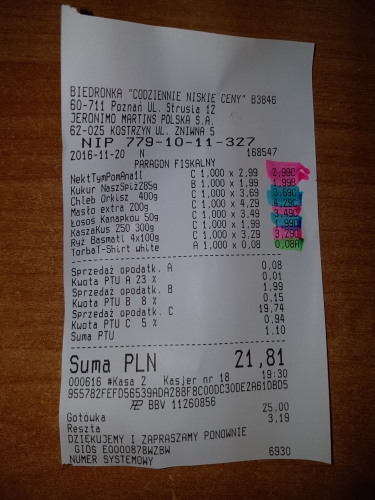 BIEDRONKA "CODZIENNIE NISKIE CENY" B3846
60-711 Poznań UL. Strusia 12
JERONIMO MARTINS POLSKA S.A.
62-025 KOSTRZYN UL. ŻNIWNA 5
NIP 779-10-11-327
2016-11-20 N 168547
PARAGON FISKALNY
NektTymPomAna1l C 1,000 x 2,99 2,99C
Kukur NaszSpiż285g B 1,000 x 1,99 1,99B
Chleb Orkisz 400g C 1,000 x 3,69 3,69C
Masło extra 200g C 1,000 x 4,29 4,29C
Łosoś Kanapkou 50g C 1,000 x 3,49 3,49C
KaszaKus 250 300g C 1,000 x 1,99 1,99C
Ryż Basmati 4x100g C 1,000 x 3,29 3,29C
TorbaT-Shirt white A 1,000 x 0,08 0,08A
Sprzedaż opodatk. A 0,08
Kwota PTU A 23 % 0,01
Sprzedaż opodatk. B 1,99
Kwota PTU B 8 % 0,15
Sprzedaż opodatk. C 19,74
Kwota PTU C 5 % 0,94
Suma PTU 1,10
Suma PLN 21,81
000616 #Kasa 2 Kasjer nr 18 19:30
BBV 11260856
Gotówka 25,00
Reszta 3,19
DZIĘKUJEMY I ZAPRASZAMY PONOWNIE
NUMER SYSTEMOWY 6930